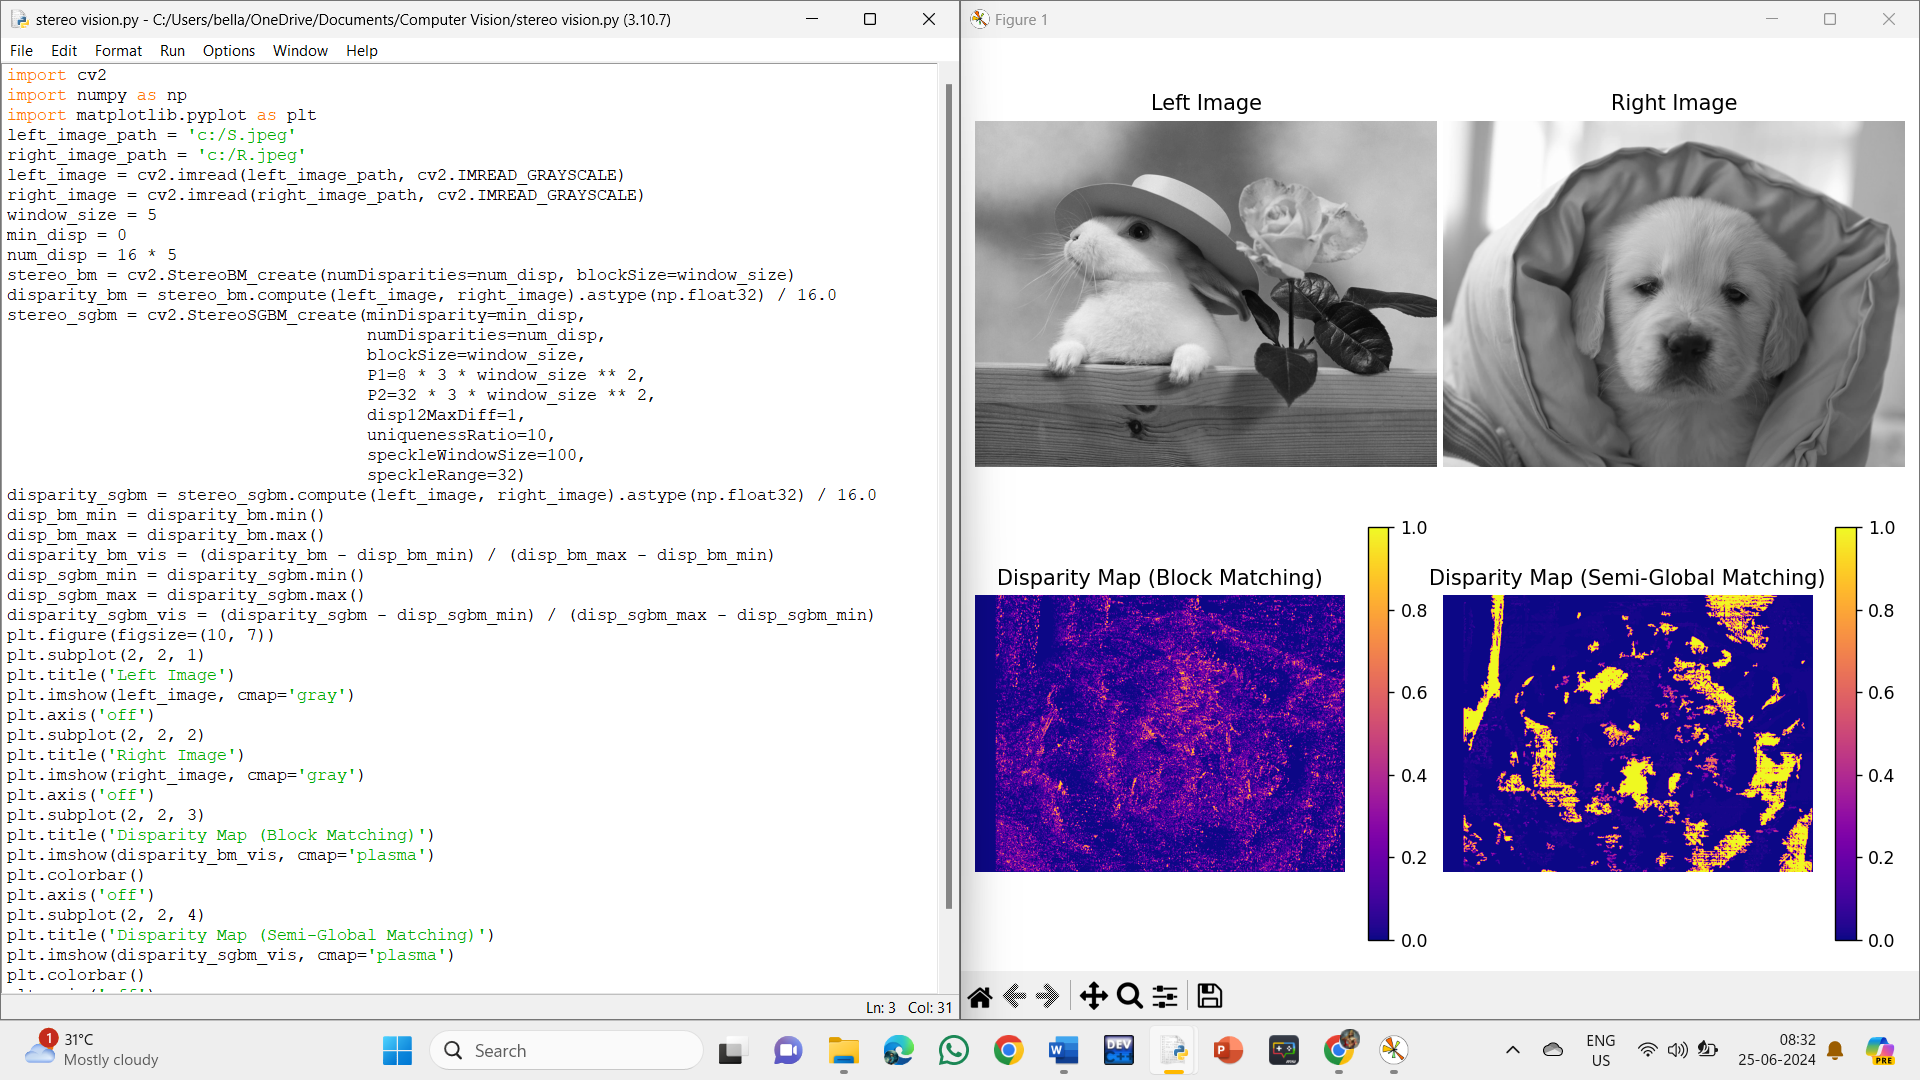 stereo vision.py - C:/Users/bella/OneDrive/Documents/Computer Vision/stereo vision.py (3.10.7)
File Edit Format Run Options Window Help
import cv2
import numpy as np
import matplotlib.pyplot as plt
left_image_path = 'c:/S.jpeg'
right_image_path = 'c:/R.jpeg'
left_image = cv2.imread(left_image_path, cv2.IMREAD_GRAYSCALE)
right_image = cv2.imread(right_image_path, cv2.IMREAD_GRAYSCALE)
window_size = 5
min_disp = 0
num_disp = 16 * 5
stereo_bm = cv2.StereoBM_create(numDisparities=num_disp, blockSize=window_size)
disparity_bm = stereo_bm.compute(left_image, right_image).astype(np.float32) / 16.0
stereo_sgbm = cv2.StereoSGBM_create(minDisparity=min_disp,
numDisparities=num_disp,
blockSize=window_size,
P1=8 * 3 * window_size ** 2,
P2=32 * 3 * window_size ** 2,
disp12MaxDiff=1,
uniquenessRatio=10,
speckleWindowSize=100,
speckleRange=32)
disparity_sgbm = stereo_sgbm.compute(left_image, right_image).astype(np.float32) / 16.0
disp_bm_min = disparity_bm.min()
disp_bm_max = disparity_bm.max()
disparity_bm_vis = (disparity_bm - disp_bm_min) / (disp_bm_max - disp_bm_min)
disp_sgbm_min = disparity_sgbm.min()
disp_sgbm_max = disparity_sgbm.max()
disparity_sgbm_vis = (disparity_sgbm - disp_sgbm_min) / (disp_sgbm_max - disp_sgbm_min)
plt.figure(figsize=(10, 7))
plt.subplot(2, 2, 1)
plt.title('Left Image')
plt.imshow(left_image, cmap='gray')
plt.axis('off')
plt.subplot(2, 2, 2)
plt.title('Right Image')
plt.imshow(right_image, cmap='gray')
plt.axis('off')
plt.subplot(2, 2, 3)
plt.title('Disparity Map (Block Matching)')
plt.imshow(disparity_bm_vis, cmap='plasma')
plt.colorbar()
plt.axis('off')
plt.subplot(2, 2, 4)
plt.title('Disparity Map (Semi-Global Matching)')
plt.imshow(disparity_sgbm_vis, cmap='plasma')
plt.colorbar()
Ln: 3 Col: 31
Figure 1
Left Image
Right Image
Disparity Map (Block Matching)
1.0
0.8
0.6
0.4
0.2
0.0
Disparity Map (Semi-Global Matching)
1.0
0.8
0.6
0.4
0.2
0.0
1
31°C
Mostly cloudy
Search
DEV
ENG
US
08:32
25-06-2024
PRE